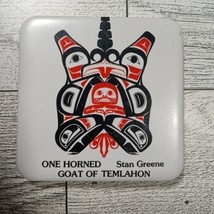 ONE HORNED Stan Greene
GOAT OF TEMLAHON